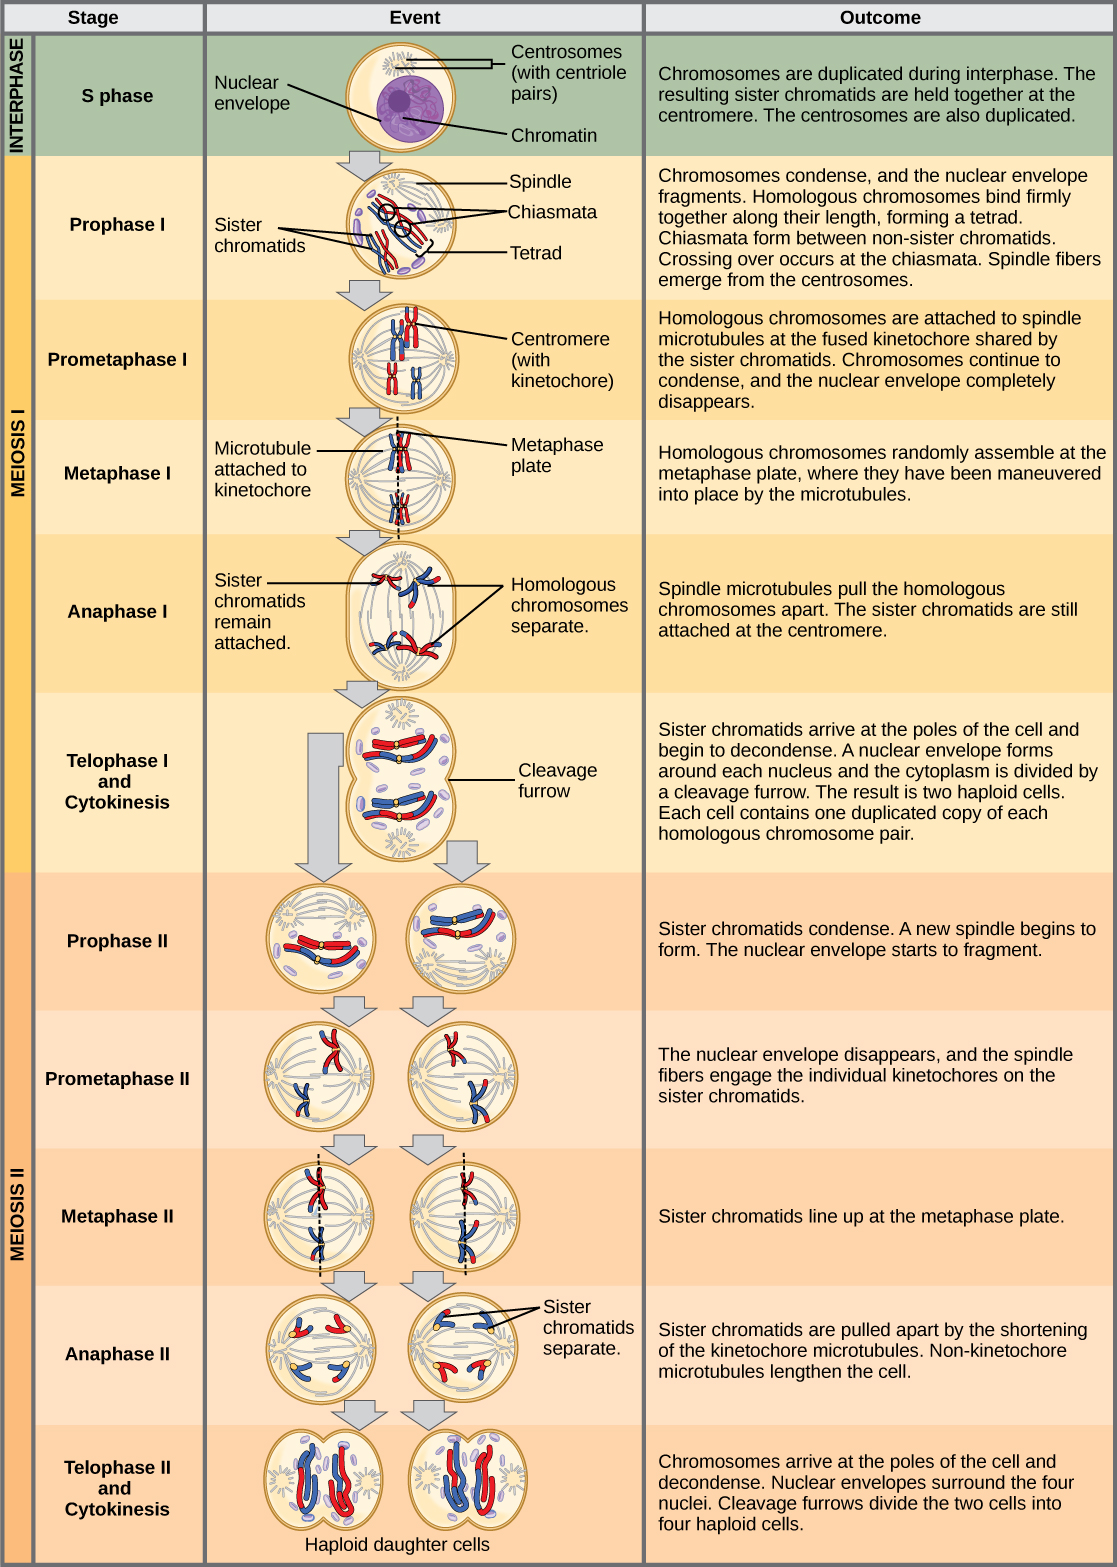 Stage
Event
Outcome
INTERPHASE
S phase
Nuclear
envelope
Centrosomes
(with centriole
pairs)
Chromatin
Chromosomes are duplicated during interphase. The
resulting sister chromatids are held together at the
centromere. The centrosomes are also duplicated.
MEIOSIS I
Prophase I
Sister
chromatids
Spindle
Chiasmata
Tetrad
Chromosomes condense, and the nuclear envelope
fragments. Homologous chromosomes bind firmly
together along their length, forming a tetrad.
Chiasmata form between non-sister chromatids.
Crossing over occurs at the chiasmata. Spindle fibers
emerge from the centrosomes.
Prometaphase I
Centromere
(with
kinetochore)
Homologous chromosomes are attached to spindle
microtubules at the fused kinetochore shared by
the sister chromatids. Chromosomes continue to
condense, and the nuclear envelope completely
disappears.
Metaphase I
Microtubule
attached to
kinetochore
Metaphase
plate
Homologous chromosomes randomly assemble at the
metaphase plate, where they have been maneuvered
into place by the microtubules.
Anaphase I
Sister
chromatids
remain
attached.
Homologous
chromosomes
separate.
Spindle microtubules pull the homologous
chromosomes apart. The sister chromatids are still
attached at the centromere.
Telophase I
and
Cytokinesis
Cleavage
furrow
Sister chromatids arrive at the poles of the cell and
begin to decondense. A nuclear envelope forms
around each nucleus and the cytoplasm is divided by
a cleavage furrow. The result is two haploid cells.
Each cell contains one duplicated copy of each
homologous chromosome pair.
MEIOSIS II
Prophase II
Sister chromatids condense. A new spindle begins to
form. The nuclear envelope starts to fragment.
Prometaphase II
The nuclear envelope disappears, and the spindle
fibers engage the individual kinetochores on the
sister chromatids.
Metaphase II
Sister chromatids line up at the metaphase plate.
Anaphase II
Sister
chromatids
separate.
Sister chromatids are pulled apart by the shortening
of the kinetochore microtubules. Non-kinetochore
microtubules lengthen the cell.
Telophase II
and
Cytokinesis
Haploid daughter cells
Chromosomes arrive at the poles of the cell and
decondense. Nuclear envelopes surround the four
nuclei. Cleavage furrows divide the two cells into
four haploid cells.